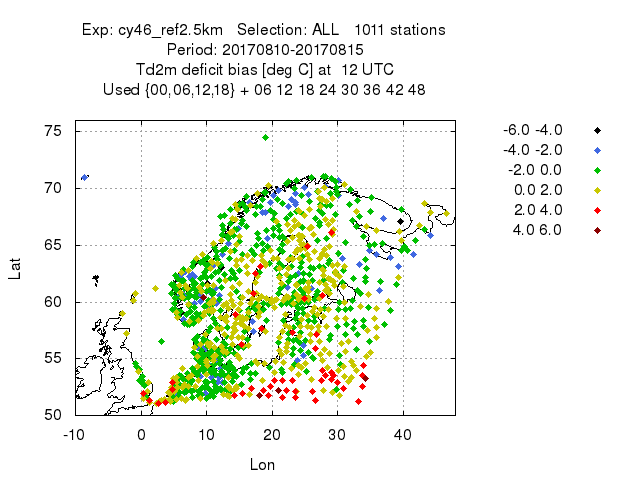 Exp: cy46_ref2.5km   Selection: ALL   1011 stations
Period: 20170810-20170815
Td2m deficit bias [deg C] at  12 UTC
Used {00,06,12,18} + 06 12 18 24 30 36 42 48
-6.0 -4.0
-4.0 -2.0
-2.0 0.0
0.0 2.0
2.0 4.0
4.0 6.0
75
70
65
60
55
50
Lat
-10 0 10 20 30 40
Lon